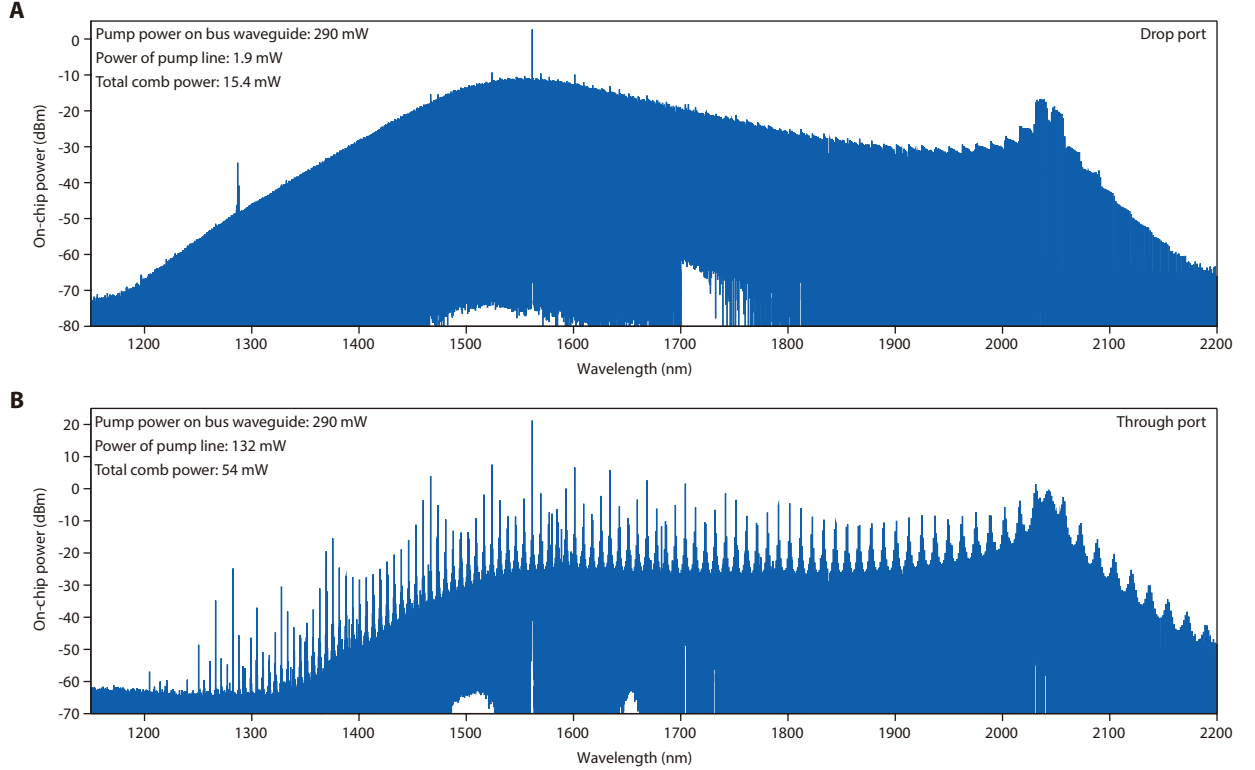 A
Pump power on bus waveguide: 290 mW
Drop port
Power of pump line: 1.9 mW
Total comb power: 15.4 mW
On-chip power (dBm)
0
-10
-20
-30
-40
-50
-60
-70
-80
1200 1300 1400 1500 1600 1700 1800 1900 2000 2100 2200
Wavelength (nm)
B
Pump power on bus waveguide: 290 mW
Through port
Power of pump line: 132 mW
Total comb power: 54 mW
On-chip power (dBm)
20
10
0
-10
-20
-30
-40
-50
-60
-70
1200 1300 1400 1500 1600 1700 1800 1900 2000 2100 2200
Wavelength (nm)